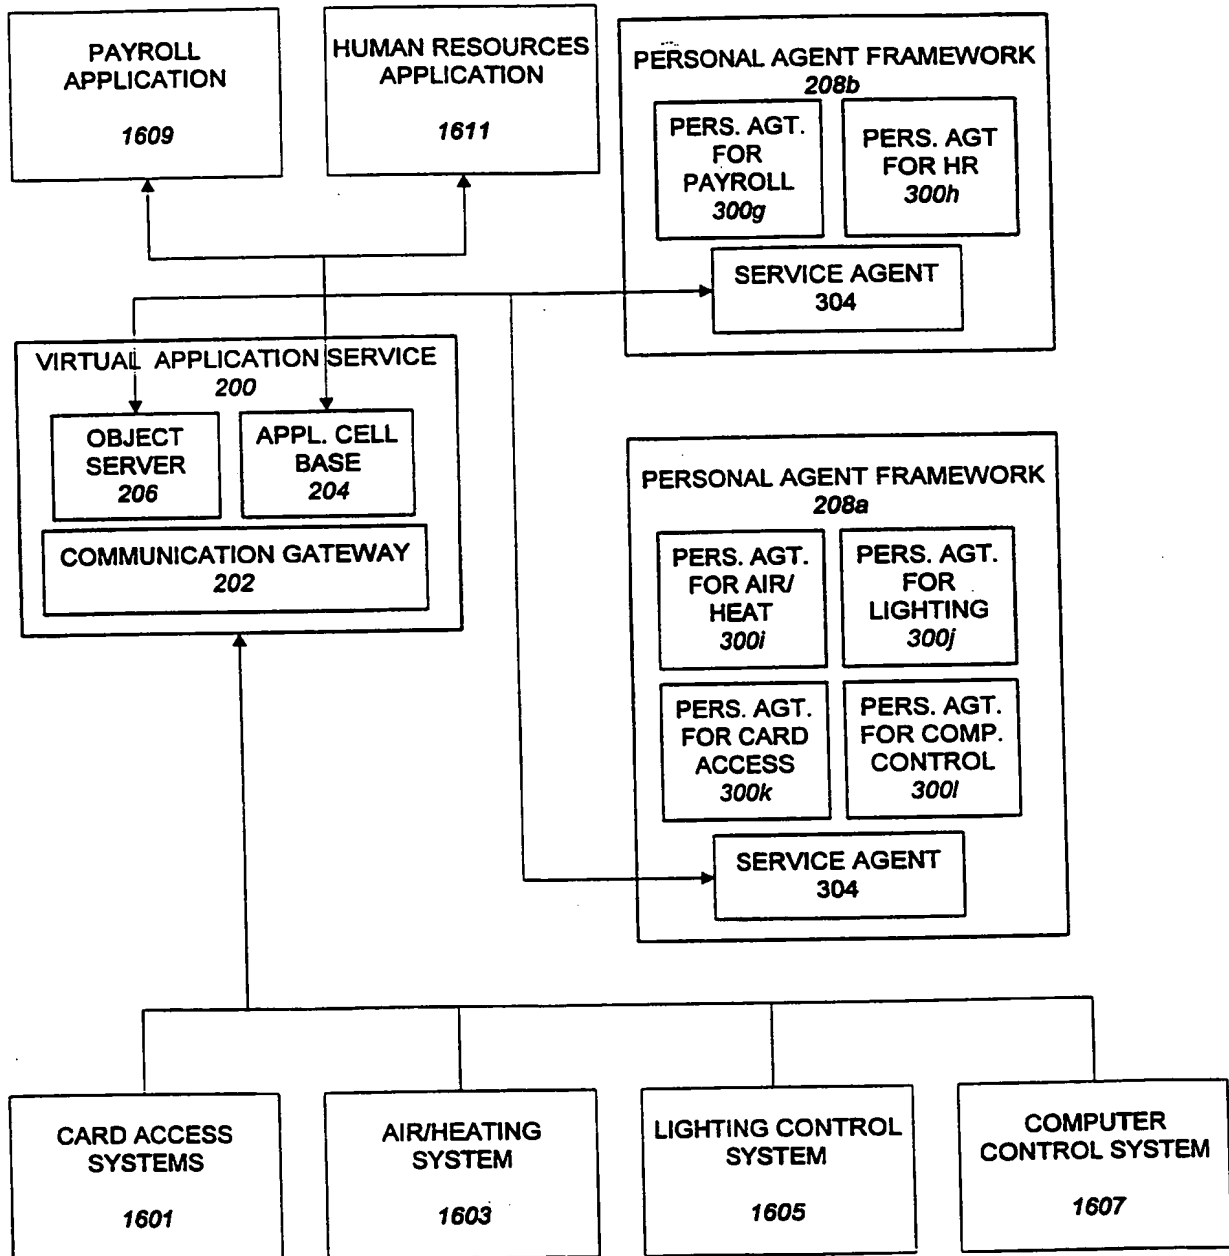 PAYROLL
APPLICATION
1609
HUMAN RESOURCES
APPLICATION
1611
PERSONAL AGENT FRAMEWORK
208b
PERS. AGT.
FOR
PAYROLL
300g
PERS. AGT
FOR HR
300h
SERVICE AGENT
304
VIRTUAL APPLICATION SERVICE
200
OBJECT
SERVER
206
APPL. CELL
BASE
204
COMMUNICATION GATEWAY
202
PERSONAL AGENT FRAMEWORK
208a
PERS. AGT.
FOR AIR/
HEAT
300i
PERS. AGT.
FOR
LIGHTING
300j
PERS. AGT.
FOR CARD
ACCESS
300k
PERS. AGT.
FOR COMP.
CONTROL
300l
SERVICE AGENT
304
CARD ACCESS
SYSTEMS
1601
AIR/HEATING
SYSTEM
1603
LIGHTING CONTROL
SYSTEM
1605
COMPUTER
CONTROL SYSTEM
1607